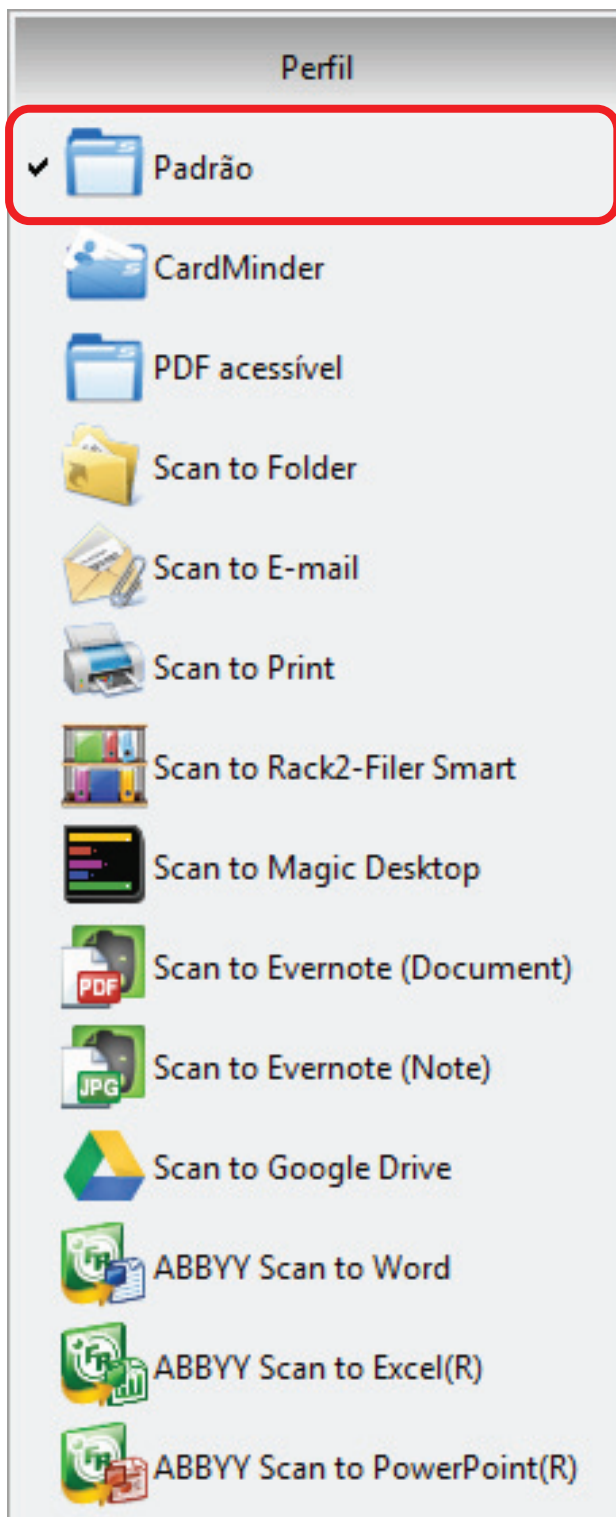 Perfil
Padrão
CardMinder
PDF acessível
Scan to Folder
Scan to E-mail
Scan to Print
Scan to Rack2-Filer Smart
Scan to Magic Desktop
PDF
Scan to Evernote (Document)
JPG
Scan to Evernote (Note)
Scan to Google Drive
ABBYY Scan to Word
ABBYY Scan to Excel(R)
ABBYY Scan to PowerPoint(R)